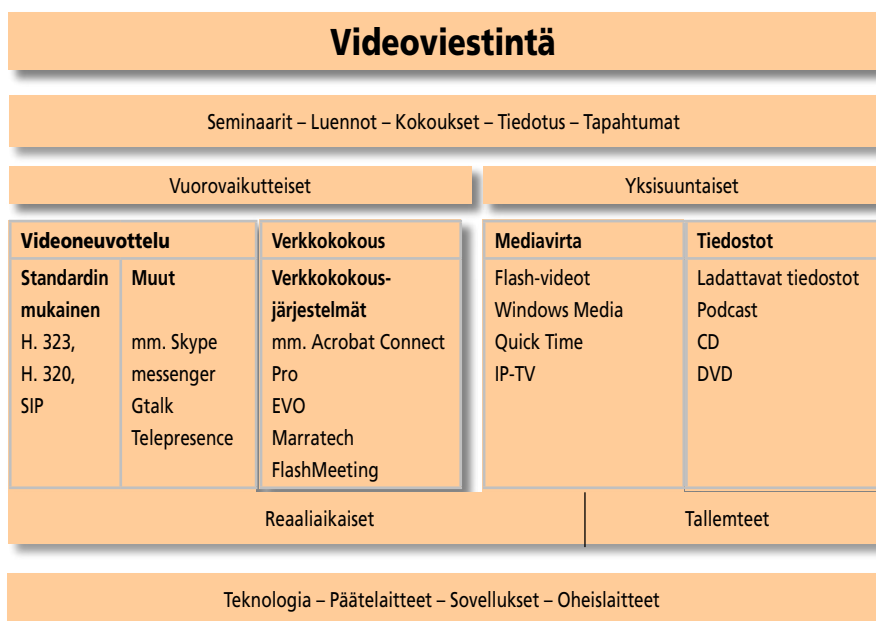 Videoviestintä
Seminaarit – Luennot – Kokoukset – Tiedotus – Tapahtumat
Vuorovaikutteiset
Yksisuuntaiset
Videoneuvottelu
Standardin
mukainen
H. 323,
H. 320,
SIP
Muut
mm. Skype
messenger
Gtalk
Telepresence
Verkkokokous
Verkkokokous-
järjestelmät
mm. Acrobat Connect
Pro
EVO
Marratech
FlashMeeting
Mediavirta
Flash-videot
Windows Media
Quick Time
IP-TV
Tiedostot
Ladattavat tiedostot
Podcast
CD
DVD
Reaaliaikaiset
Tallemteet
Teknologia – Päätelaitteet – Sovellukset – Oheislaitteet